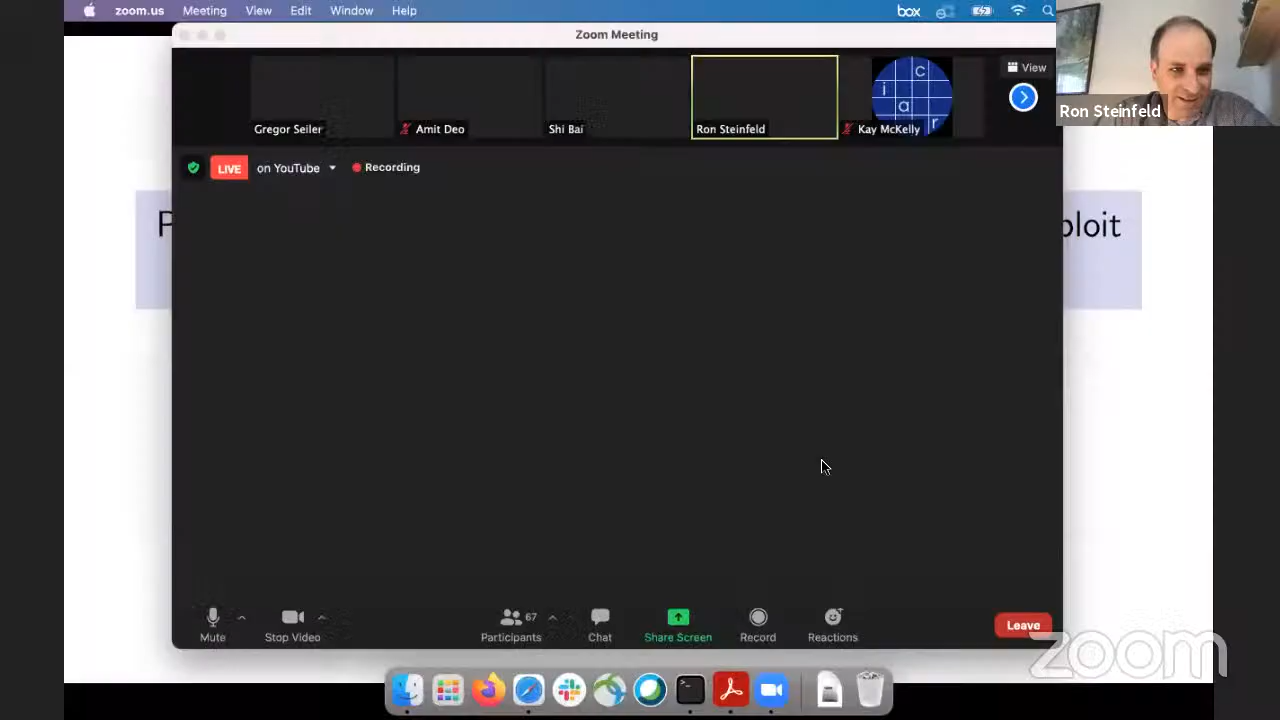 zoom.us Meeting View Edit Window Help box
Zoom Meeting
View
Ron Steinfeld
Gregor Seiler
Amit Deo
Shi Bai
Ron Steinfeld
c
i
a
r
Kay McKelly
LIVE on YouTube Recording
P
ploit
Mute
Stop Video
67
Participants
Chat
Share Screen
Record
Reactions
Leave
zoom